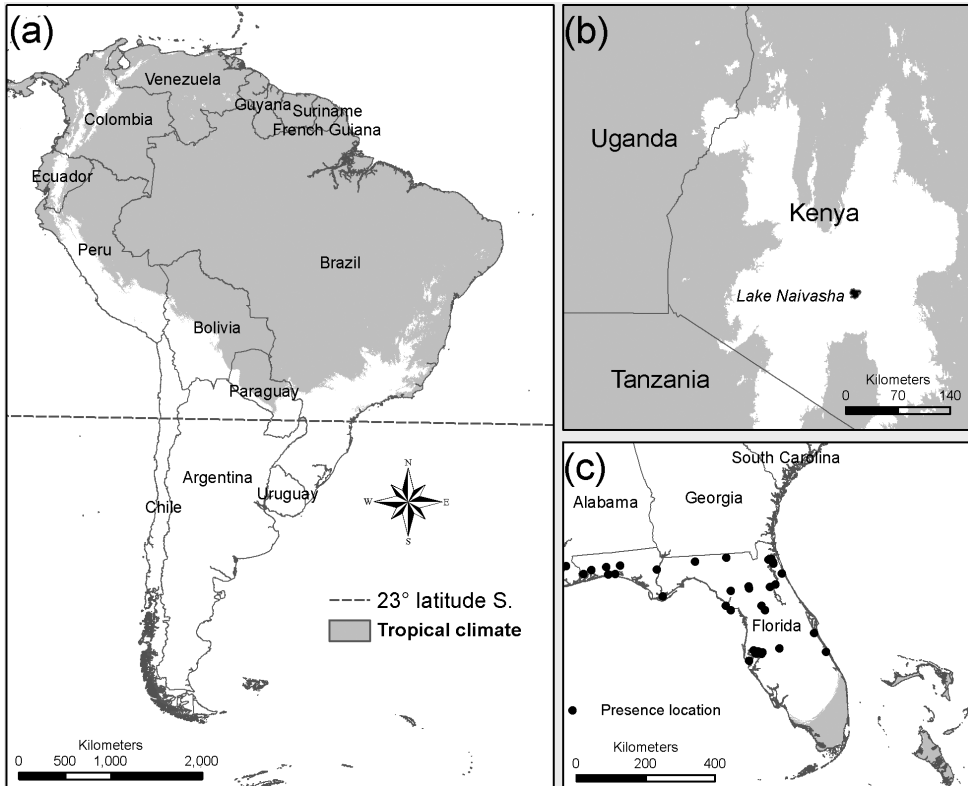 (a)
Venezuela
Guyana
Suriname
French Guiana
Colombia
Ecuador
Peru
Brazil
Bolivia
Paraguay
Argentina
Uruguay
Chile
N
W E
S
23° latitude S.
Tropical climate
Kilometers
0 500 1,000 2,000
(b)
Uganda
Kenya
Lake Naivasha
Tanzania
Kilometers
0 70 140
(c)
South Carolina
Alabama
Georgia
Florida
Presence location
Kilometers
0 200 400